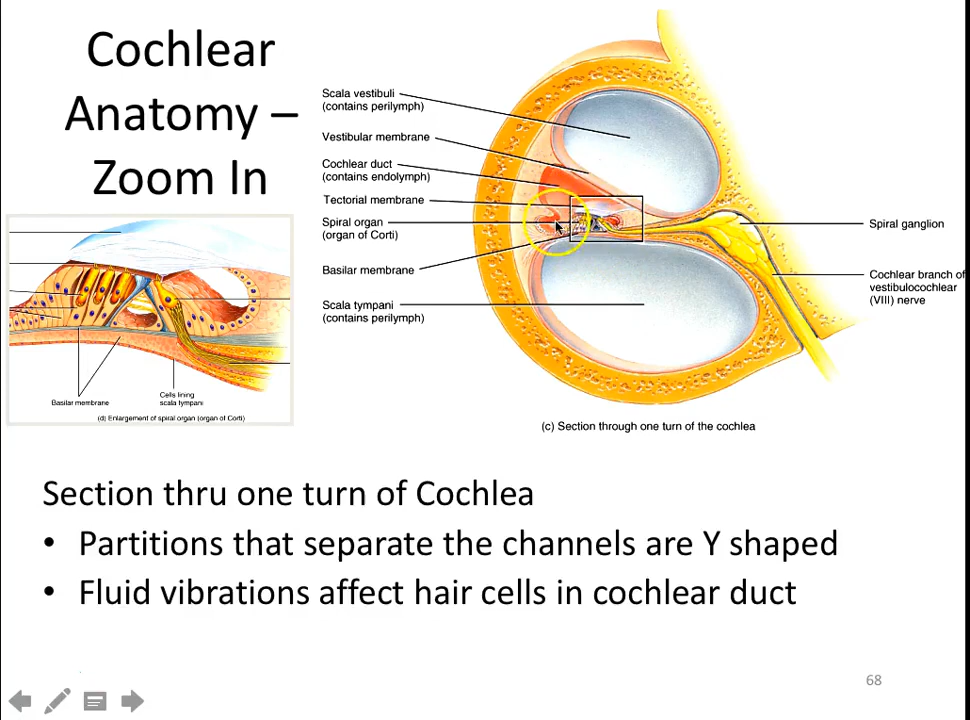 Cochlear
Anatomy –
Zoom In
Scala vestibuli
(contains perilymph)
Vestibular membrane
Cochlear duct
(contains endolymph)
Tectorial membrane
Spiral organ
(organ of Corti)
Basilar membrane
Scala tympani
(contains perilymph)
Spiral ganglion
Cochlear branch of
vestibulocochlear
(VIII) nerve
(c) Section through one turn of the cochlea
Basilar membrane
Cells lining
scala tympani
(d) Enlargement of spiral organ (organ of Corti)
Section thru one turn of Cochlea
• Partitions that separate the channels are Y shaped
• Fluid vibrations affect hair cells in cochlear duct
68